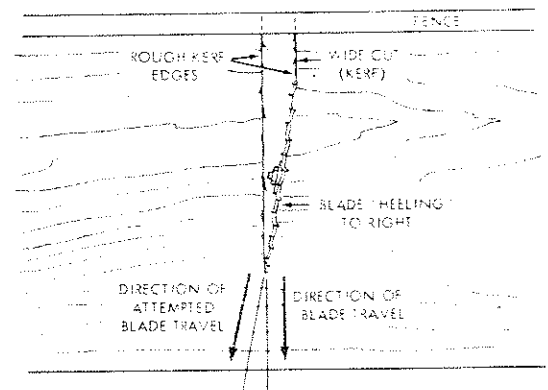 FENCE
ROUGH KERF
EDGES
WIDE CUT
(KERF)
BLADE "HEELING"
TO RIGHT
DIRECTION OF
ATTEMPTED
BLADE TRAVEL
DIRECTION OF
BLADE TRAVEL